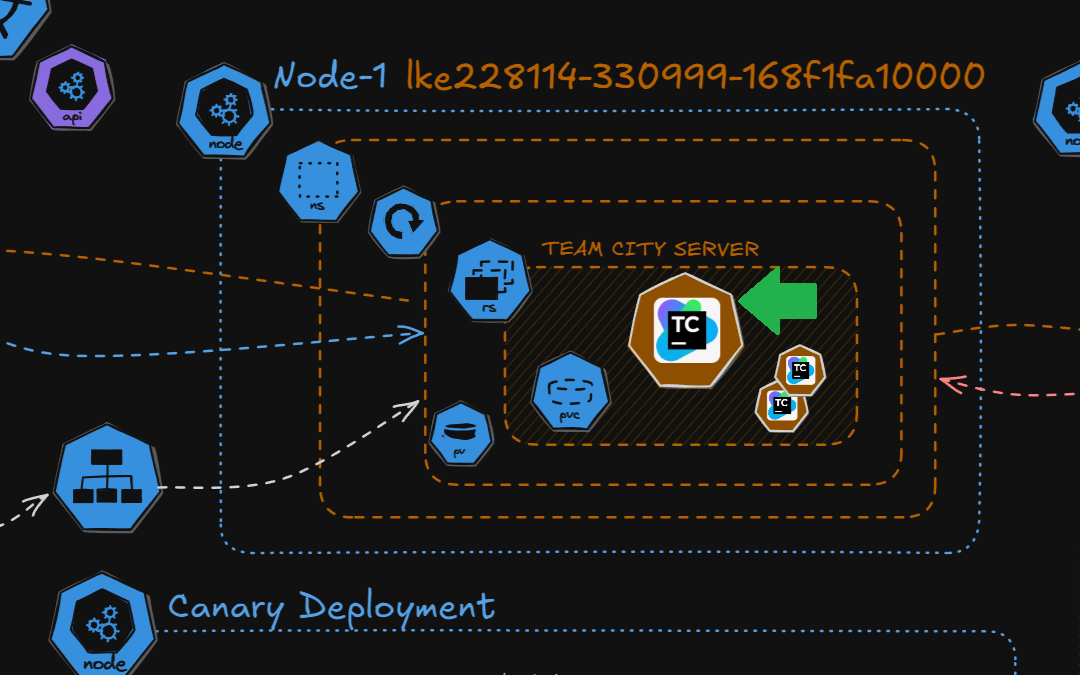 api
node
Node-1 lke228114-330999-168f1fa10000
ns
TEAM CITY SERVER
rs
TC
TC
TC
pvc
pv
Canary Deployment
node